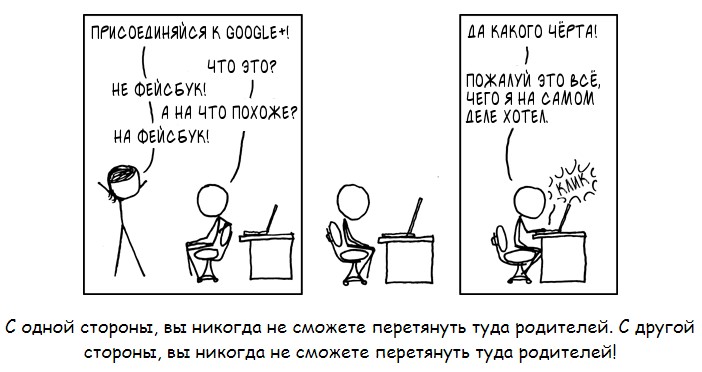 ПРИСОЕДИНЯЙСЯ К GOOGLE+!
ЧТО ЭТО?
НЕ ФЕЙСБУК!
А НА ЧТО ПОХОЖЕ?
НА ФЕЙСБУК!
ДА КАКОГО ЧЁРТА!
ПОЖАЛУЙ ЭТО ВСЁ,
ЧЕГО Я НА САМОМ
ДЕЛЕ ХОТЕЛ.
КЛИК
С одной стороны, вы никогда не сможете перетянуть туда родителей. С другой
стороны, вы никогда не сможете перетянуть туда родителей!